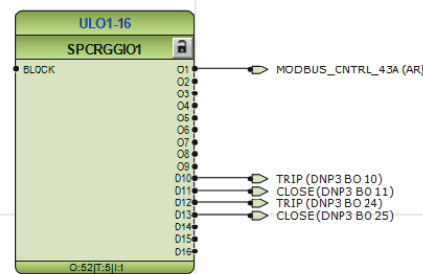 ULO1-16
SPCRGGIO1
BLOCK
O1 MODBUS_CNTRL_43A (AR)
O2
O3
O4
O5
O6
O7
O8
O9
D10 TRIP (DNP3 BO 10)
D11 CLOSE(DNP3 BO 11)
D12 TRIP (DNP3 BO 24)
D13 CLOSE(DNP3 BO 25)
D14
D15
D16
O:52|T:5|I:1